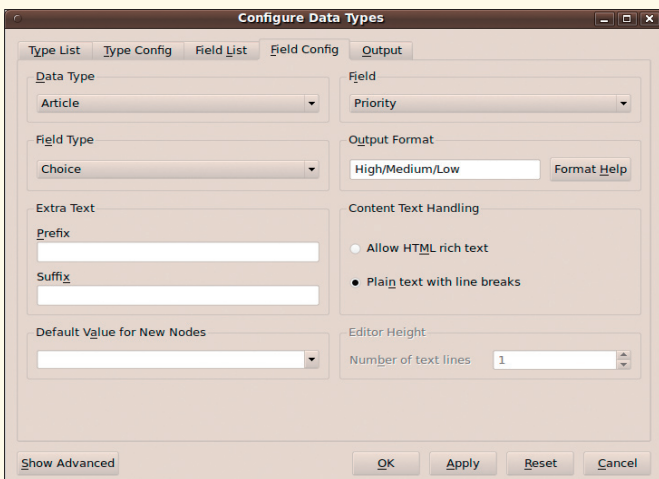 Configure Data Types
Type List Type Config Field List Field Config Output
Data Type
Article
Field
Priority
Field Type
Choice
Output Format
High/Medium/Low Format Help
Extra Text
Prefix
Suffix
Content Text Handling
Allow HTML rich text
Plain text with line breaks
Default Value for New Nodes
Editor Height
Number of text lines 1
Show Advanced OK Apply Reset Cancel